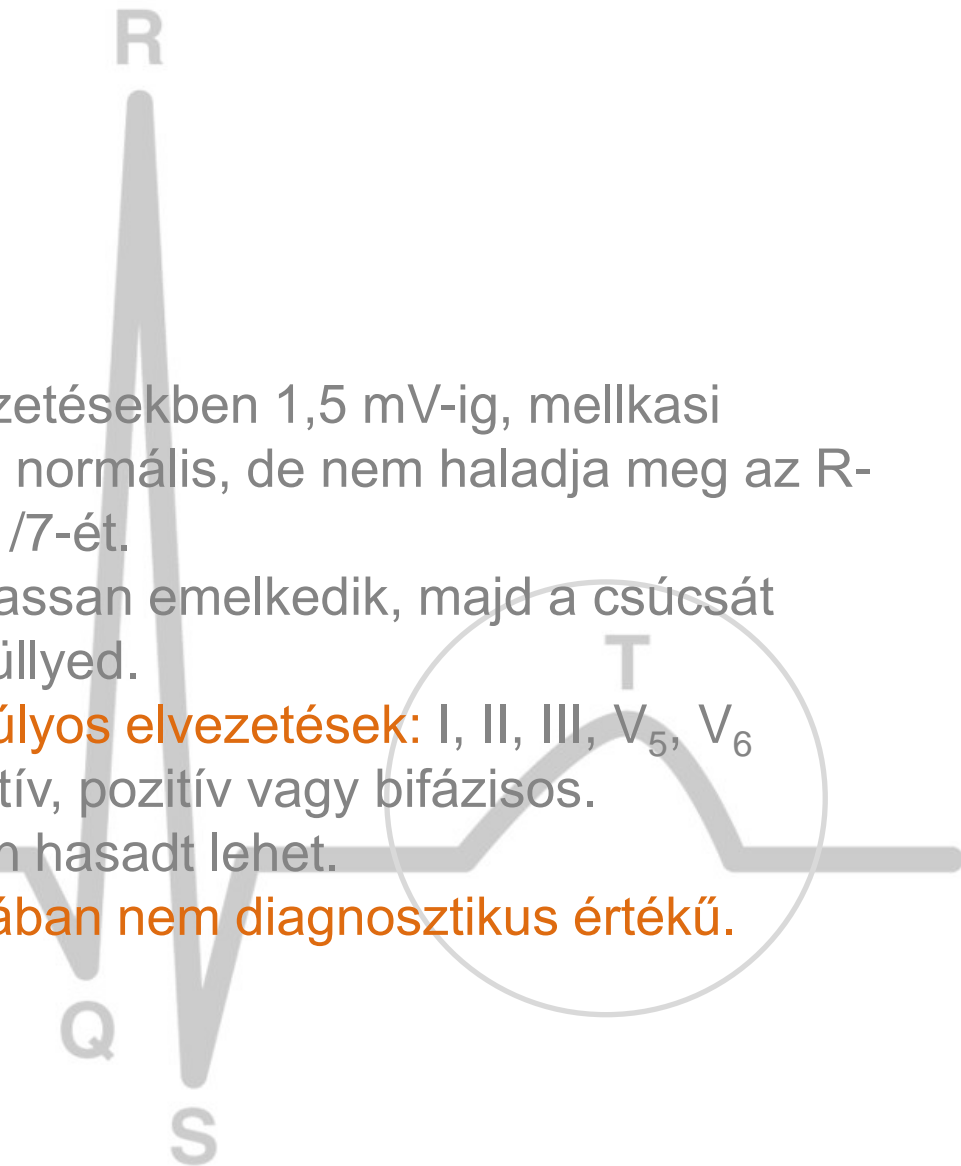 R
zetésekben 1,5 mV-ig, mellkasi
normális, de nem haladja meg az R-
/7-ét.
assan emelkedik, majd a csúcsát
üllyed.
T
úlyos elvezetések: I, II, III, V₅, V₆
tív, pozitív vagy bifázisos.
n hasadt lehet.
ában nem diagnosztikus értékű.
Q
S